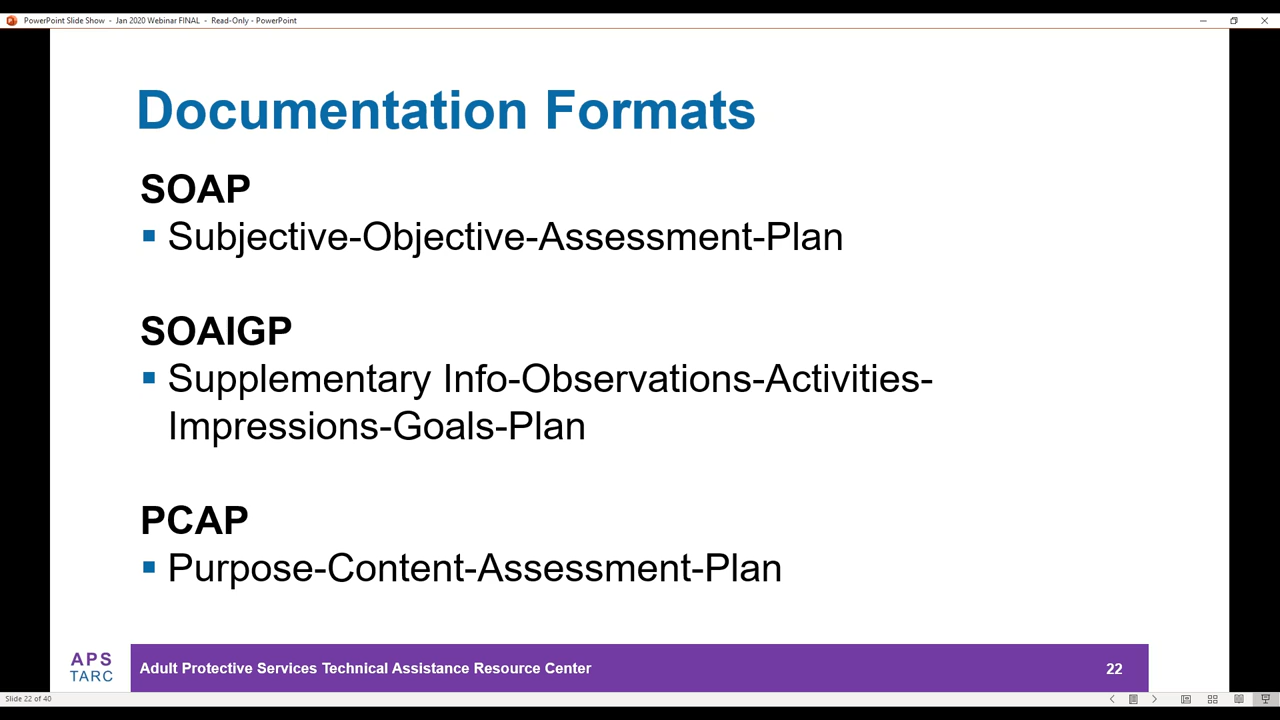 PowerPoint Slide Show - Jan 2020 Webinar FINAL - Read-Only - PowerPoint
Documentation Formats
SOAP
Subjective-Objective-Assessment-Plan
SOAIGP
Supplementary Info-Observations-Activities-
Impressions-Goals-Plan
PCAP
Purpose-Content-Assessment-Plan
APS
TARC
Adult Protective Services Technical Assistance Resource Center
22
Slide 22 of 40